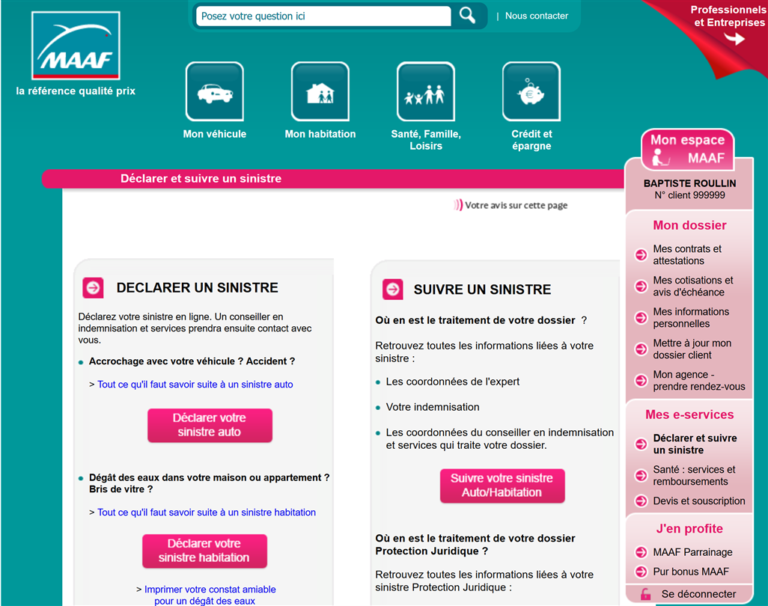 Posez votre question ici
| Nous contacter
Professionnels
et Entreprises
MAAF
la référence qualité prix
Mon véhicule
Mon habitation
Santé, Famille,
Loisirs
Crédit et
épargne
Mon espace
MAAF
Déclarer et suivre un sinistre
BAPTISTE ROULLIN
N° client 999999
Votre avis sur cette page
DECLARER UN SINISTRE
Déclarez votre sinistre en ligne. Un conseiller en
indemnisation et services prendra ensuite contact avec
vous.
Accrochage avec votre véhicule ? Accident ?
> Tout ce qu'il faut savoir suite à un sinistre auto
Déclarer votre
sinistre auto
Dégât des eaux dans votre maison ou appartement ?
Bris de vitre ?
> Tout ce qu'il faut savoir suite à un sinistre habitation
Déclarer votre
sinistre habitation
> Imprimer votre constat amiable
pour un dégât des eaux
SUIVRE UN SINISTRE
Où en est le traitement de votre dossier ?
Retrouvez toutes les informations liées à votre
sinistre :
Les coordonnées de l'expert
Votre indemnisation
Les coordonnées du conseiller en indemnisation
et services qui traite votre dossier.
Suivre votre sinistre
Auto/Habitation
Où en est le traitement de votre dossier
Protection Juridique ?
Retrouvez toutes les informations liées à votre
sinistre Protection Juridique :
Mon dossier
Mes contrats et
attestations
Mes cotisations et
avis d'échéance
Mes informations
personnelles
Mettre à jour mon
dossier client
Mon agence -
prendre rendez-vous
Mes e-services
Déclarer et suivre
un sinistre
Santé : services et
remboursements
Devis et souscription
J'en profite
MAAF Parrainage
Pur bonus MAAF
Se déconnecter